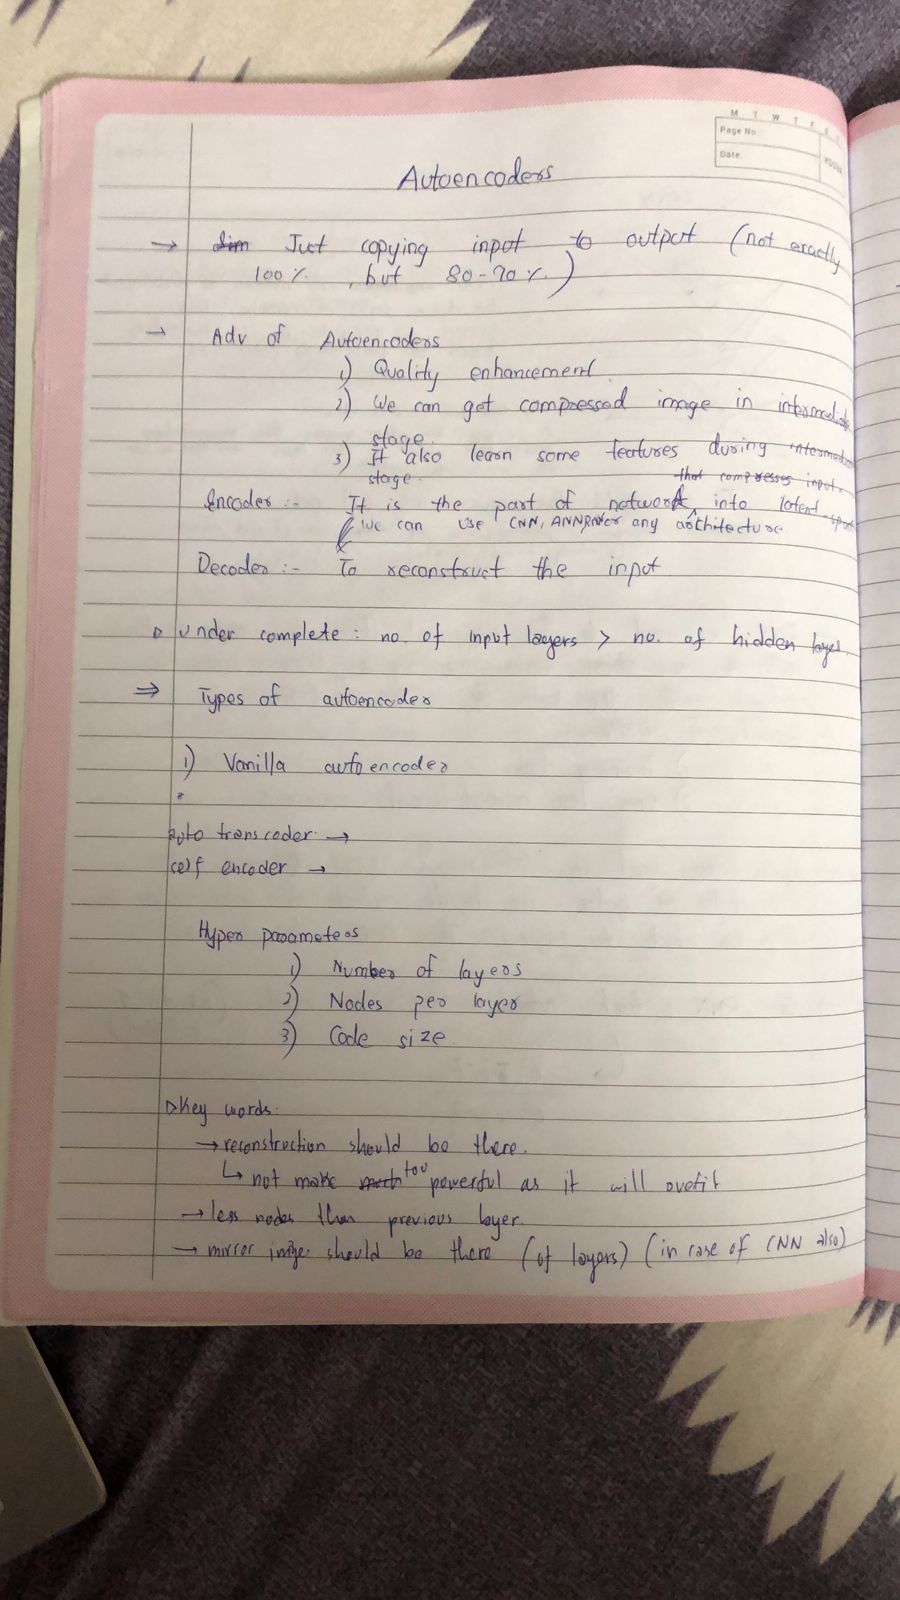 M T W T F S
Page No
Date
YOUVA
Autoencoders
→ dim Just copying input to output (not exactly
100% , but 80-90%)
→ Adv of Autoencoders
1) Quality enhancement.
2) We can get compressed image in intermediate
stage.
3) It also learn some features during intermediate
stage.
that compresses input
Encoder :- It is the part of network, into latent space
We can use CNN, ANN, or any architecture.
Decoder :- To reconstruct the input
▷ Under complete : no. of input layers > no. of hidden layer.
⇒ Types of autoencoder
1) Vanilla autoencoder
*
Auto transcoder →
self encoder →
Hyper parameters
1) Number of layers
2) Nodes per layer
3) Code size
▷ Key words:
→ reconstruction should be there.
↳ not make much too powerful as it will ovefit
→ less nodes than previous layer.
→ mirror image should be there (of layers) (in case of CNN also)